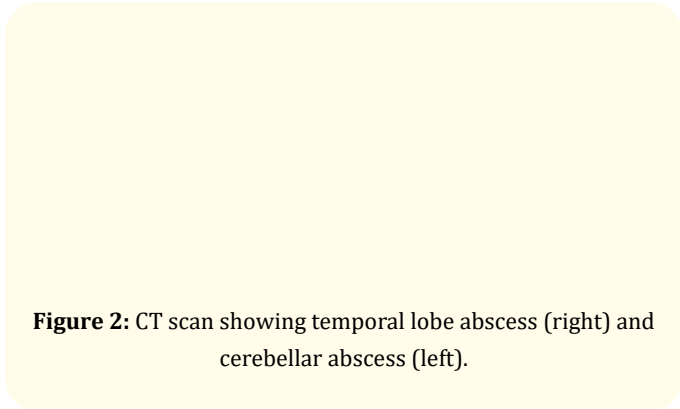 Figure 2: CT scan showing temporal lobe abscess (right) and
cerebellar abscess (left).